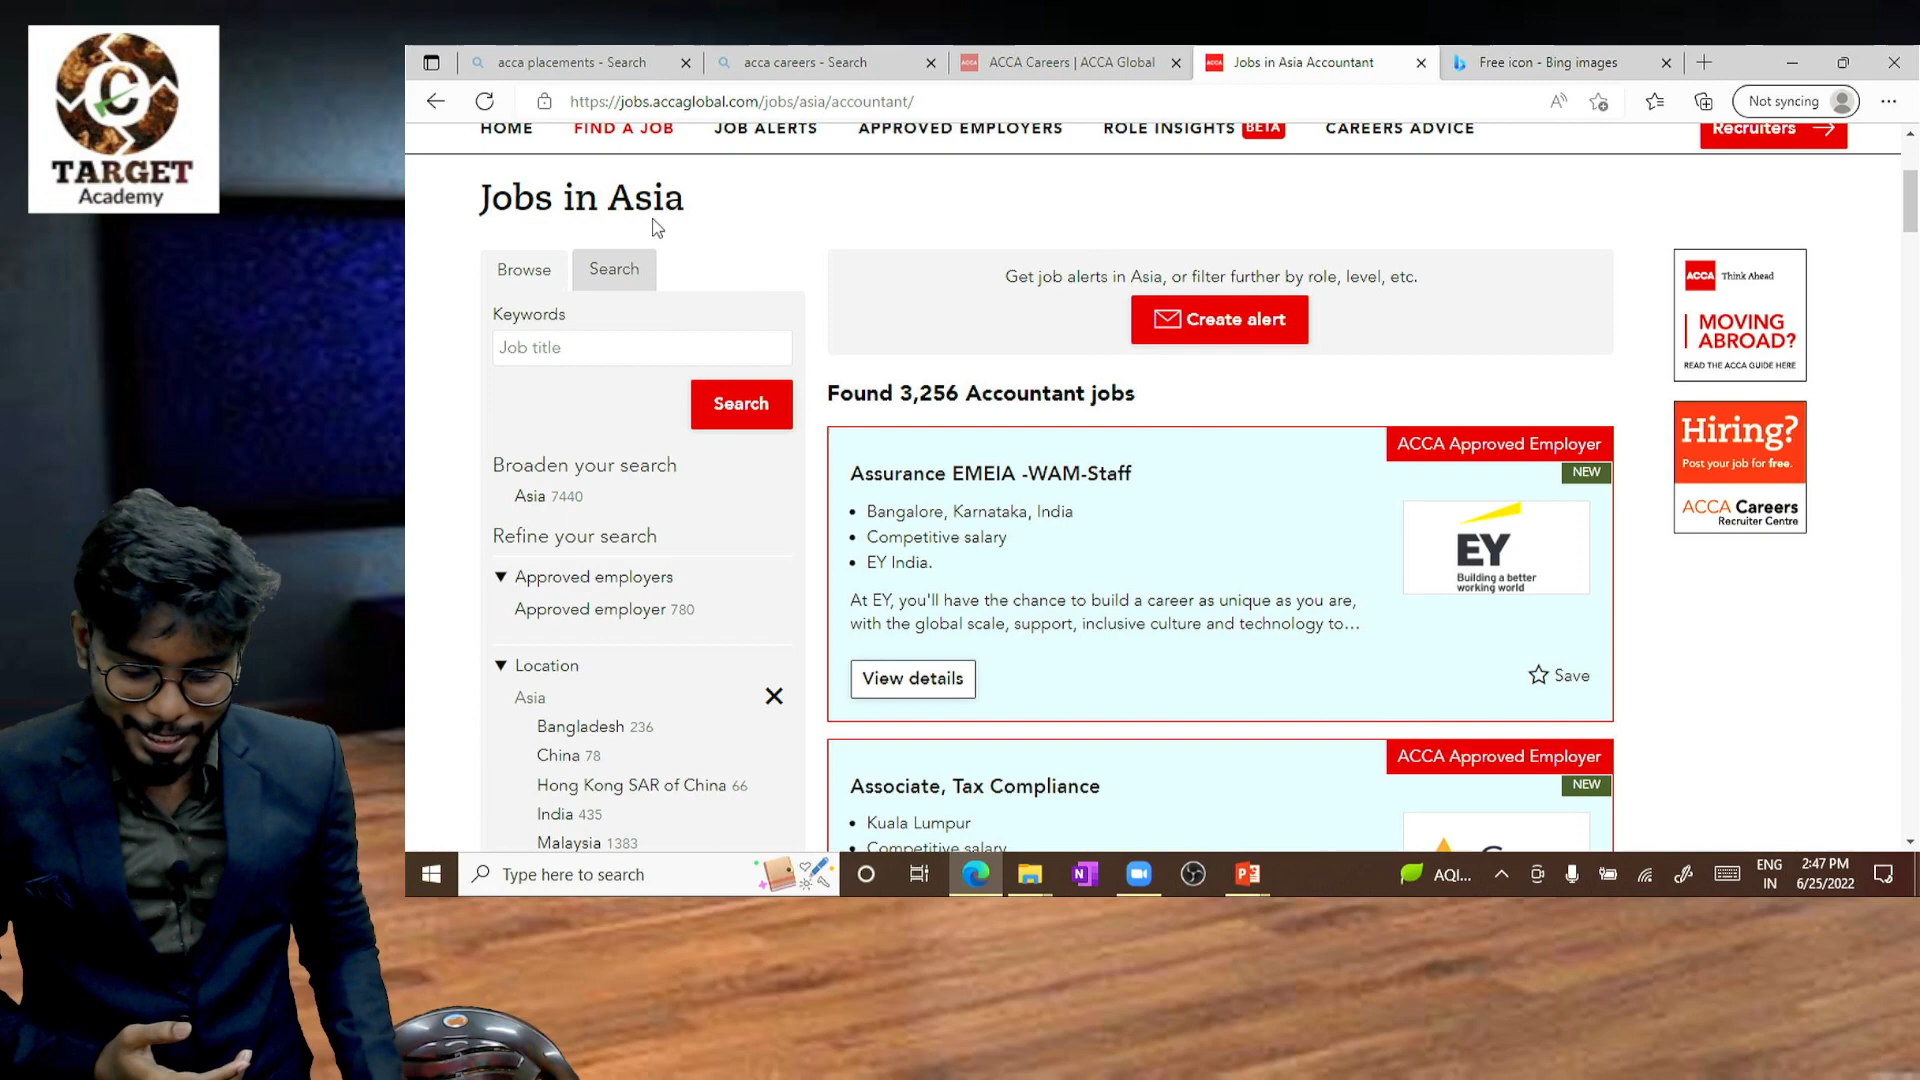 TARGET
Academy
acca placements - Search
acca careers - Search
ACCA Careers | ACCA Global
Jobs in Asia Accountant
Free icon - Bing images
https://jobs.accaglobal.com/jobs/asia/accountant/
Not syncing
HOME
FIND A JOB
JOB ALERTS
APPROVED EMPLOYERS
ROLE INSIGHTS BETA
CAREERS ADVICE
Recruiters
Jobs in Asia
Browse
Search
Keywords
Job title
Search
Broaden your search
Asia 7440
Refine your search
Approved employers
Approved employer 780
Location
Asia
Bangladesh 236
China 78
Hong Kong SAR of China 66
India 435
Malaysia 1383
Get job alerts in Asia, or filter further by role, level, etc.
Create alert
Found 3,256 Accountant jobs
ACCA Approved Employer
NEW
Assurance EMEIA -WAM-Staff
Bangalore, Karnataka, India
Competitive salary
EY India.
EY
Building a better
working world
At EY, you'll have the chance to build a career as unique as you are,
with the global scale, support, inclusive culture and technology to...
View details
Save
ACCA Approved Employer
NEW
Associate, Tax Compliance
Kuala Lumpur
Competitive salary
ACCA Think Ahead
MOVING
ABROAD?
READ THE ACCA GUIDE HERE
Hiring?
Post your job for free.
ACCA Careers
Recruiter Centre
Type here to search
AQI...
ENG
IN
2:47 PM
6/25/2022